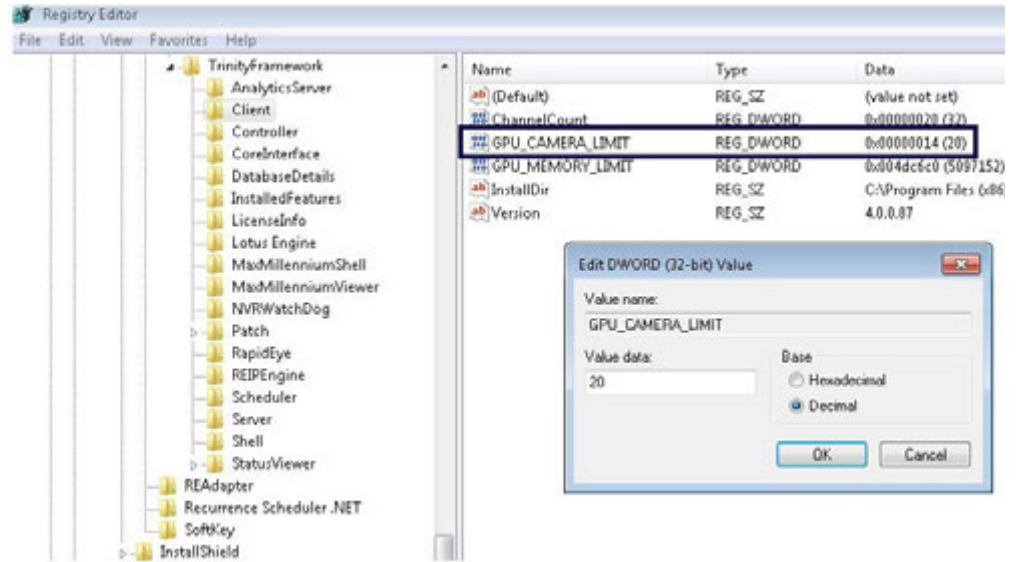 Registry Editor
File Edit View Favorites Help
TrinityFramework
AnalyticsServer
Client
Controller
CoreInterface
DatabaseDetails
InstalledFeatures
LicenseInfo
Lotus Engine
MaxMillenniumShell
MaxMillenniumViewer
NVRWatchDog
Patch
RapidEye
REIPEngine
Scheduler
Server
Shell
StatusViewer
REAdapter
Recurrence Scheduler .NET
SoftKey
InstallShield
Name Type Data
(Default) REG_SZ (value not set)
ChannelCount REG_DWORD 0x00000020 (32)
GPU_CAMERA_LIMIT REG_DWORD 0x00000014 (20)
GPU_MEMORY_LIMIT REG_DWORD 0x004dc6c0 (5097152)
InstallDir REG_SZ C:\Program Files (x86
Version REG_SZ 4.0.0.87
Edit DWORD (32-bit) Value
Value name:
GPU_CAMERA_LIMIT
Value data: Base
20 Hexadecimal
Decimal
OK Cancel